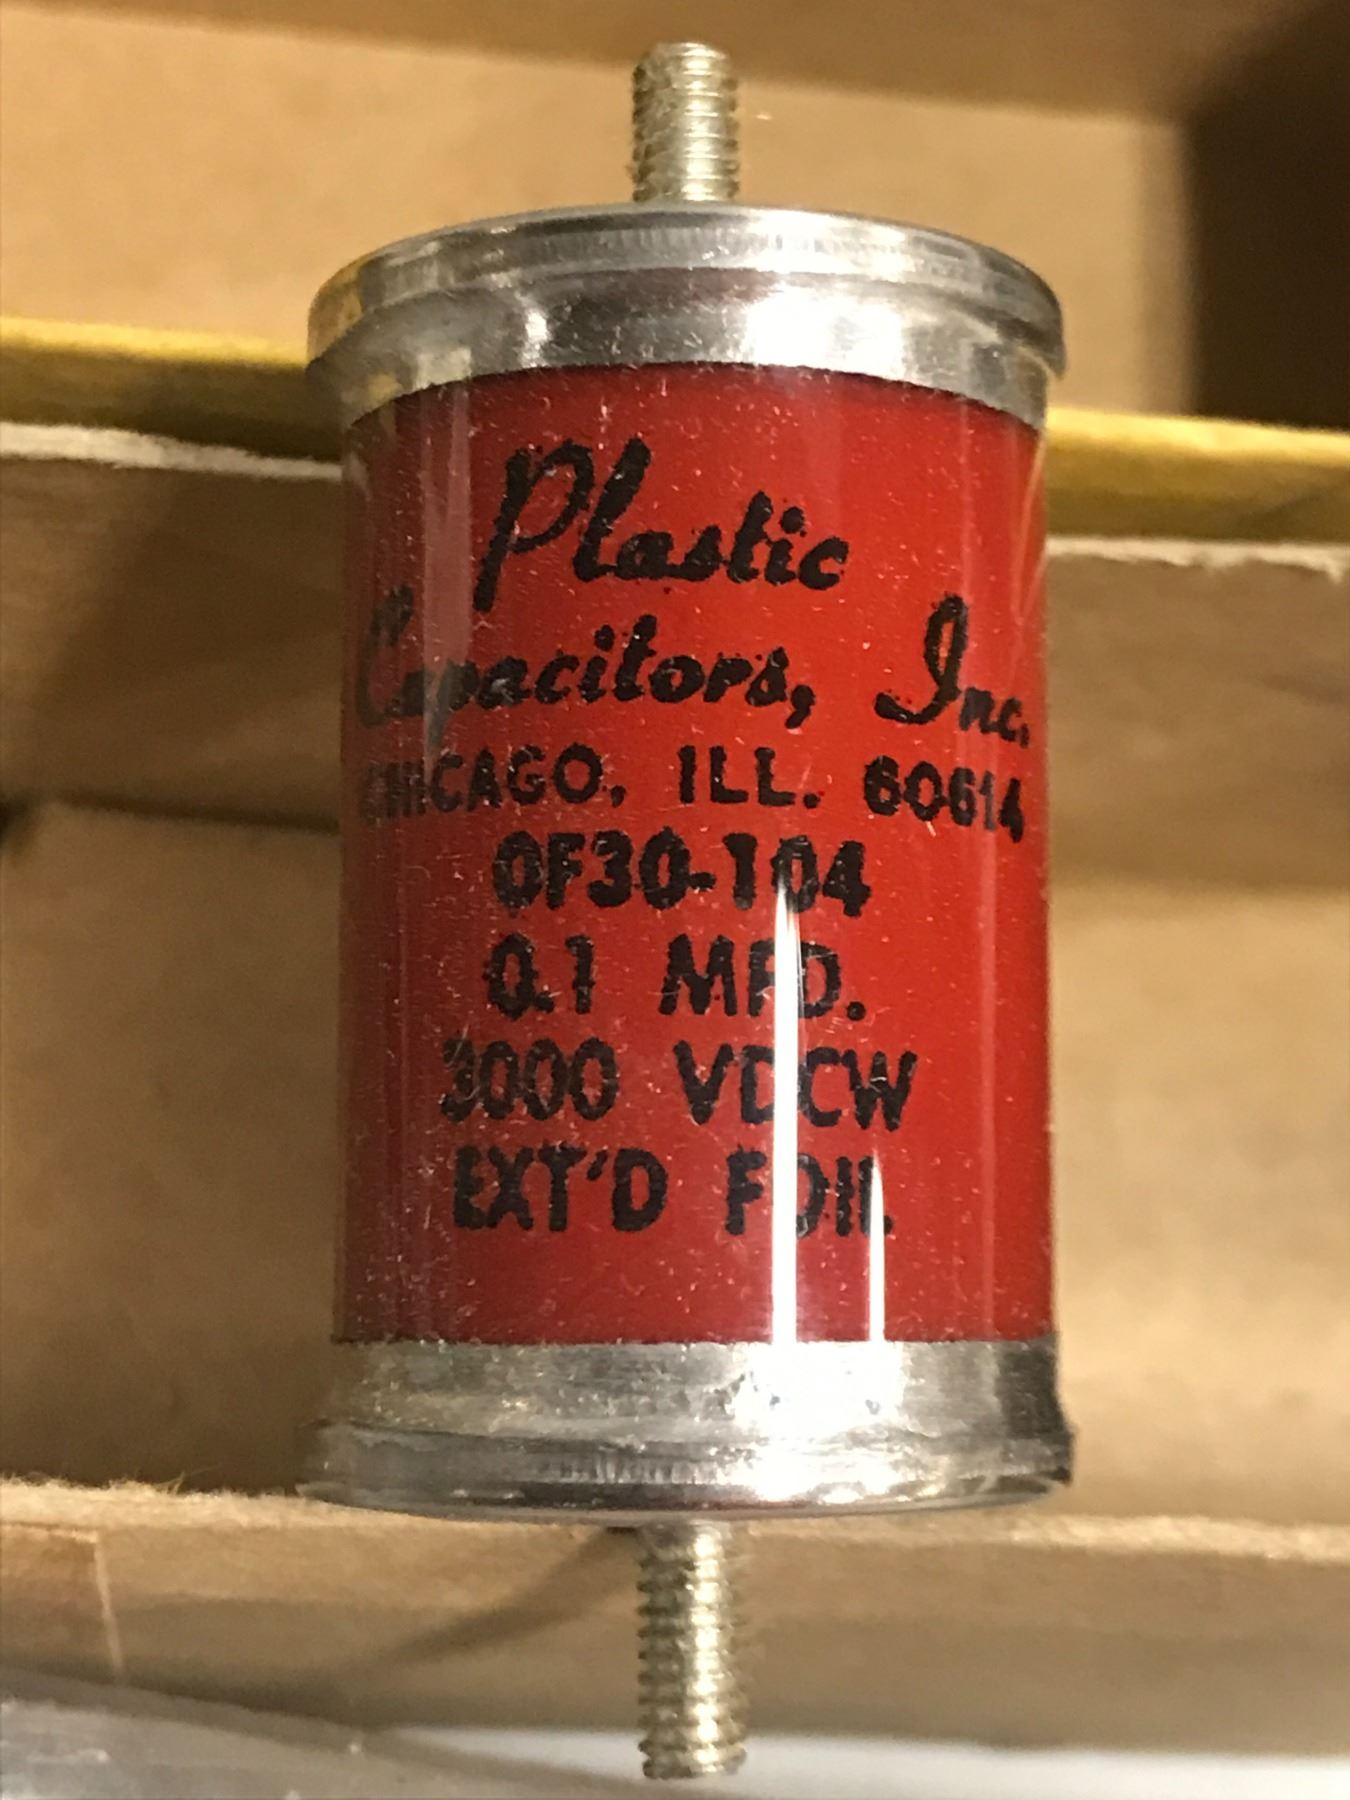 Plastic
Capacitors, Inc.
CHICAGO, ILL. 60614
OF30-104
0.1 MFD.
3000 VDCW
EXT'D FOIL